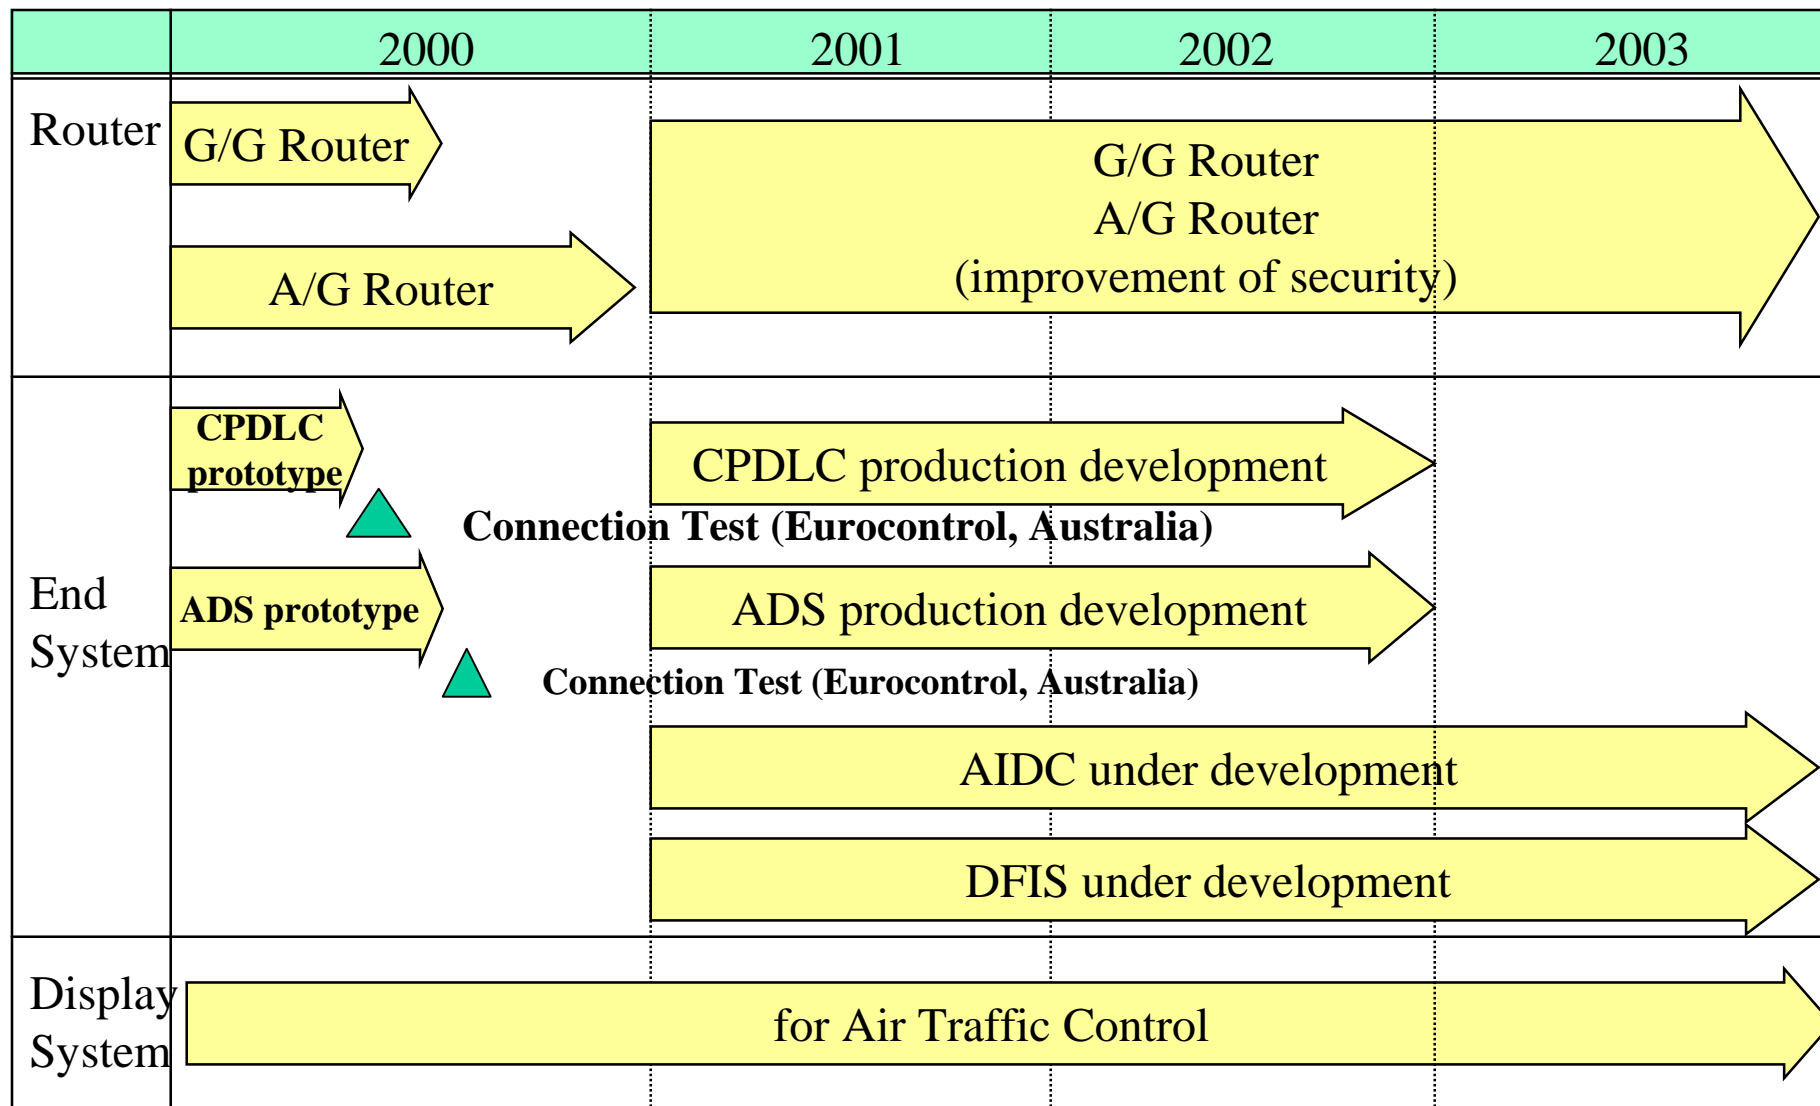 2000
2001
2002
2003
Router
G/G Router
A/G Router
G/G Router
A/G Router
(improvement of security)
End
System
CPDLC
prototype
CPDLC production development
Connection Test (Eurocontrol, Australia)
ADS prototype
ADS production development
Connection Test (Eurocontrol, Australia)
AIDC under development
DFIS under development
Display
System
for Air Traffic Control